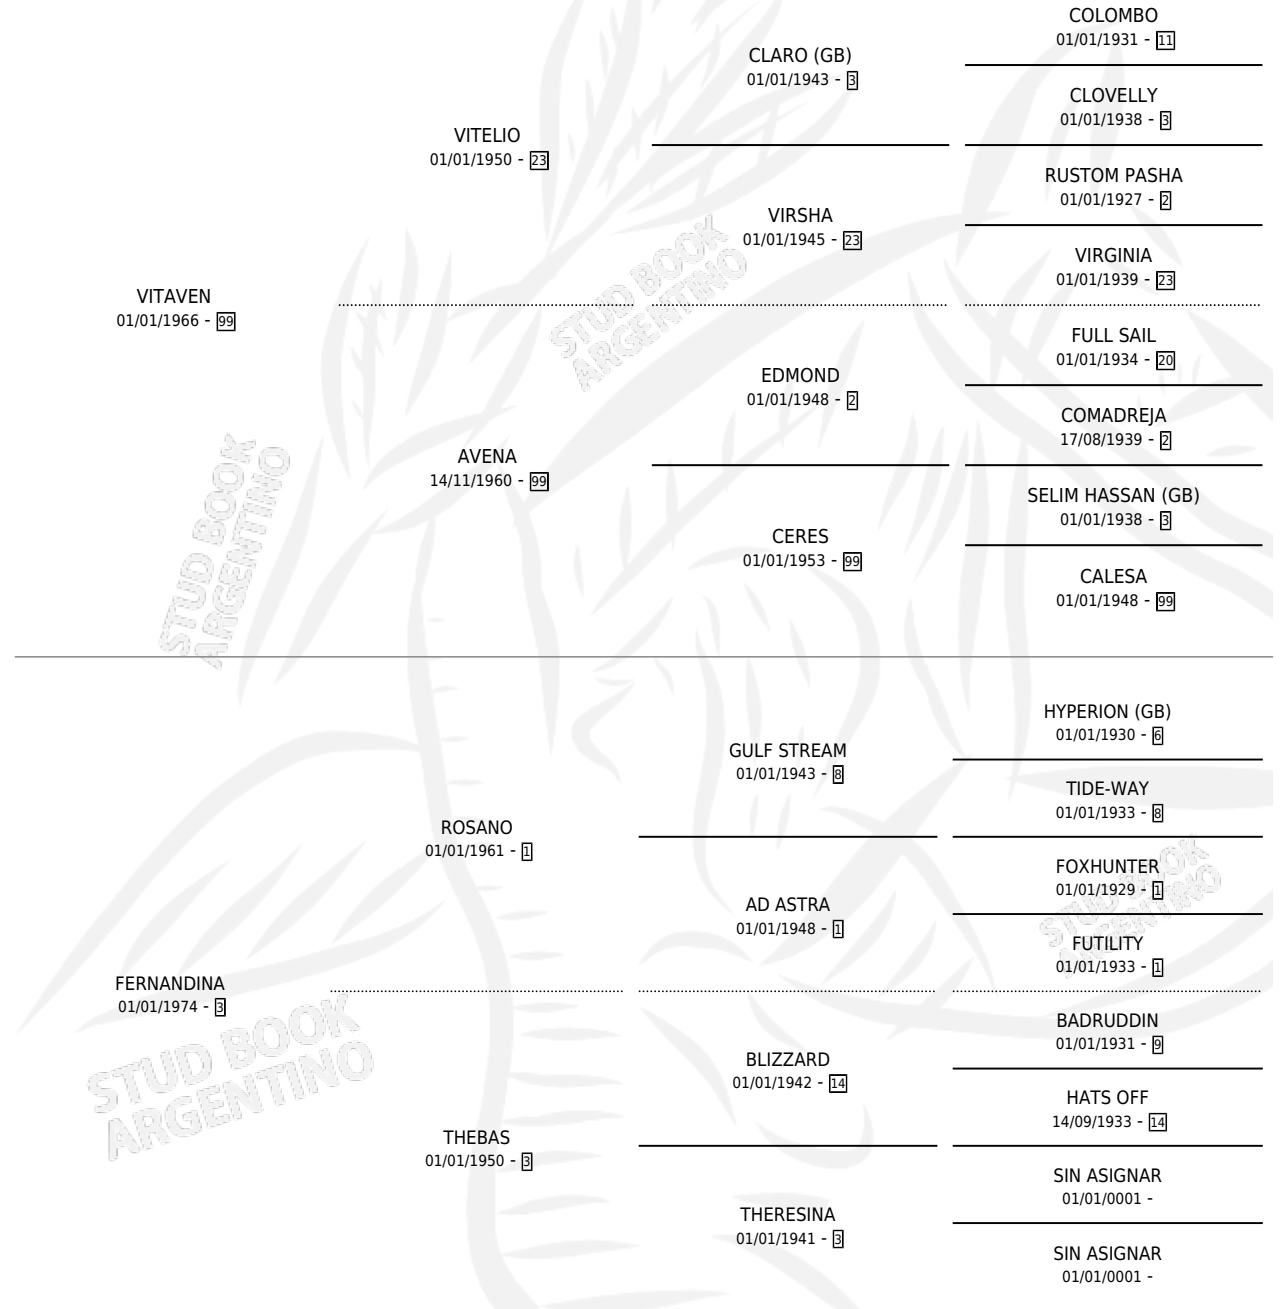 COLOMBO
01/01/1931 - 11
CLARO (GB)
01/01/1943 - 3
CLOVELLY
01/01/1938 - 3
VITELIO
01/01/1950 - 23
RUSTOM PASHA
01/01/1927 - 2
VIRSHA
01/01/1945 - 23
VIRGINIA
01/01/1939 - 23
VITAVEN
01/01/1966 - 99
FULL SAIL
01/01/1934 - 20
EDMOND
01/01/1948 - 2
COMADREJA
17/08/1939 - 2
AVENA
14/11/1960 - 99
SELIM HASSAN (GB)
01/01/1938 - 3
CERES
01/01/1953 - 99
CALESA
01/01/1948 - 99
HYPERION (GB)
01/01/1930 - 6
GULF STREAM
01/01/1943 - 8
TIDE-WAY
01/01/1933 - 8
ROSANO
01/01/1961 - 1
FOXHUNTER
01/01/1929 - 1
AD ASTRA
01/01/1948 - 1
FUTILITY
01/01/1933 - 1
FERNANDINA
01/01/1974 - 3
BADRUDDIN
01/01/1931 - 9
BLIZZARD
01/01/1942 - 14
HATS OFF
14/09/1933 - 14
THEBAS
01/01/1950 - 3
SIN ASIGNAR
01/01/0001 -
THERESINA
01/01/1941 - 3
SIN ASIGNAR
01/01/0001 -
STUD BOOK
ARGENTINO
STUD BOOK
ARGENTINO
STUD BOOK
ARGENTINO
STUD BOOK
ARGENTINO